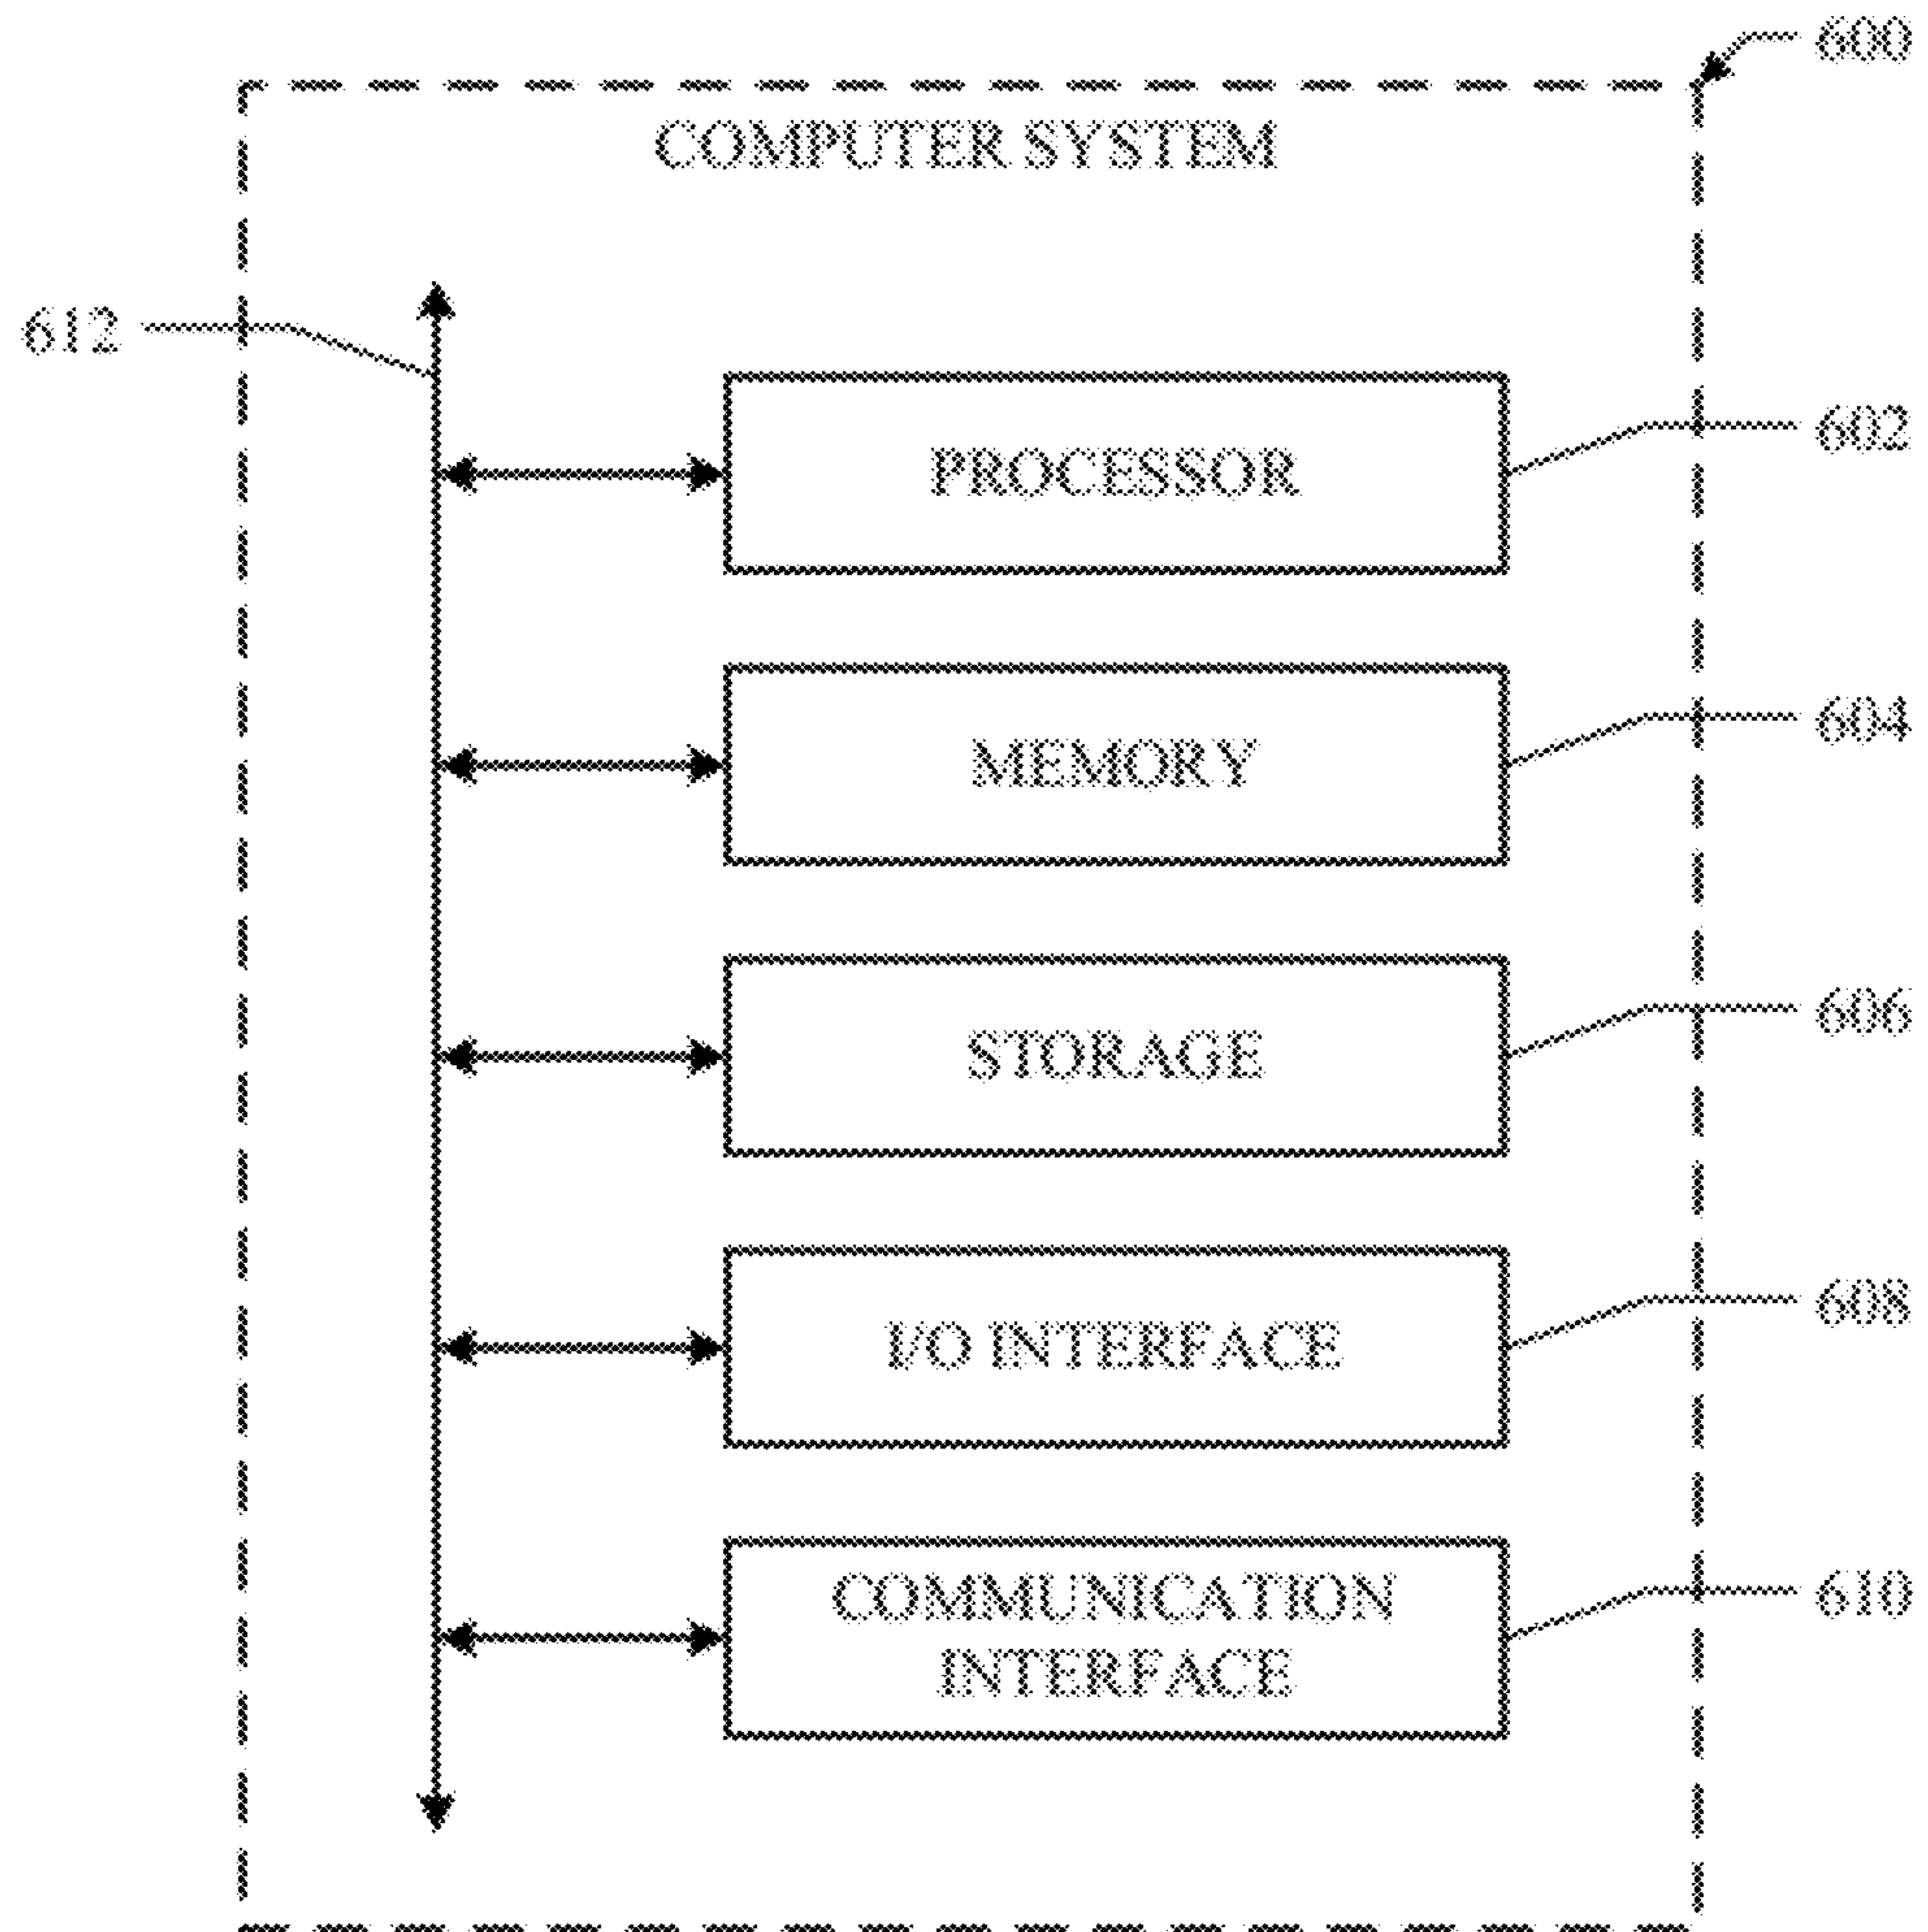 600
COMPUTER SYSTEM
612
602
PROCESSOR
604
MEMORY
606
STORAGE
608
I/O INTERFACE
610
COMMUNICATION
INTERFACE